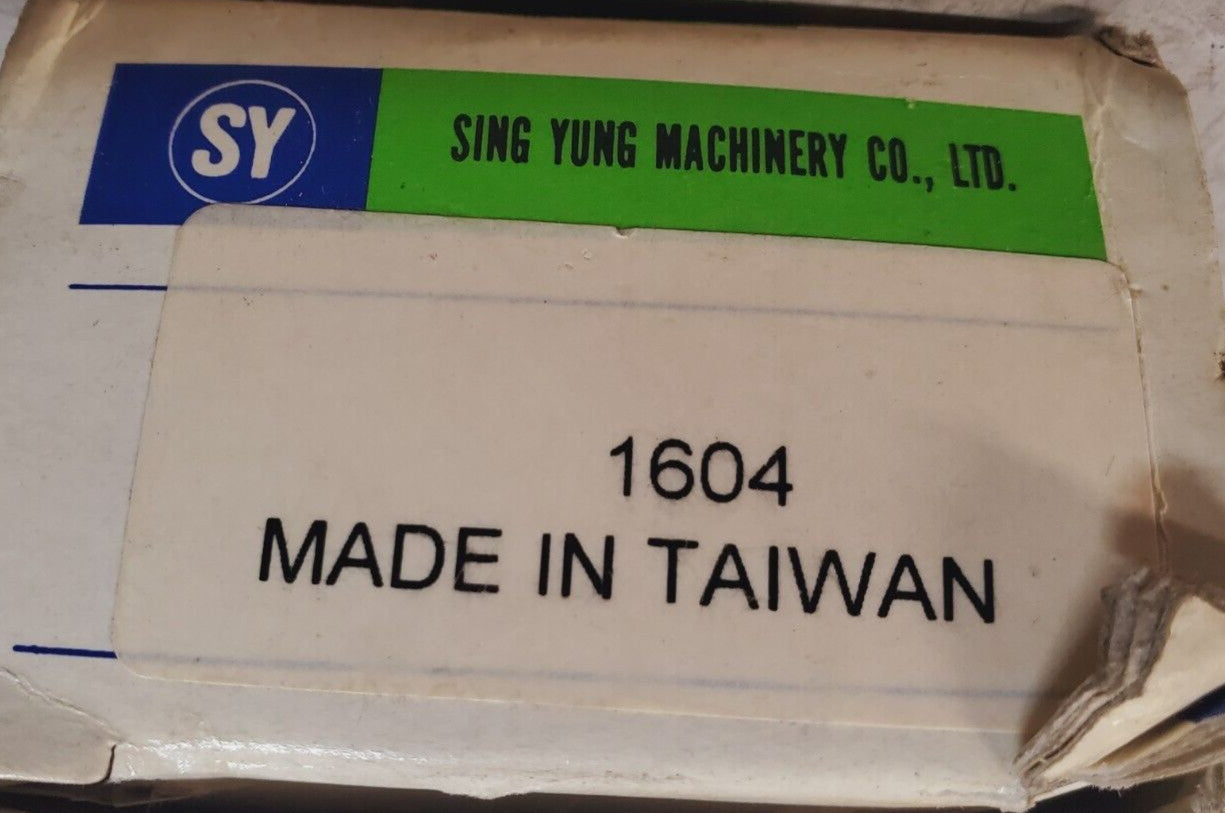 SY
SING YUNG MACHINERY CO., LTD.
1604
MADE IN TAIWAN